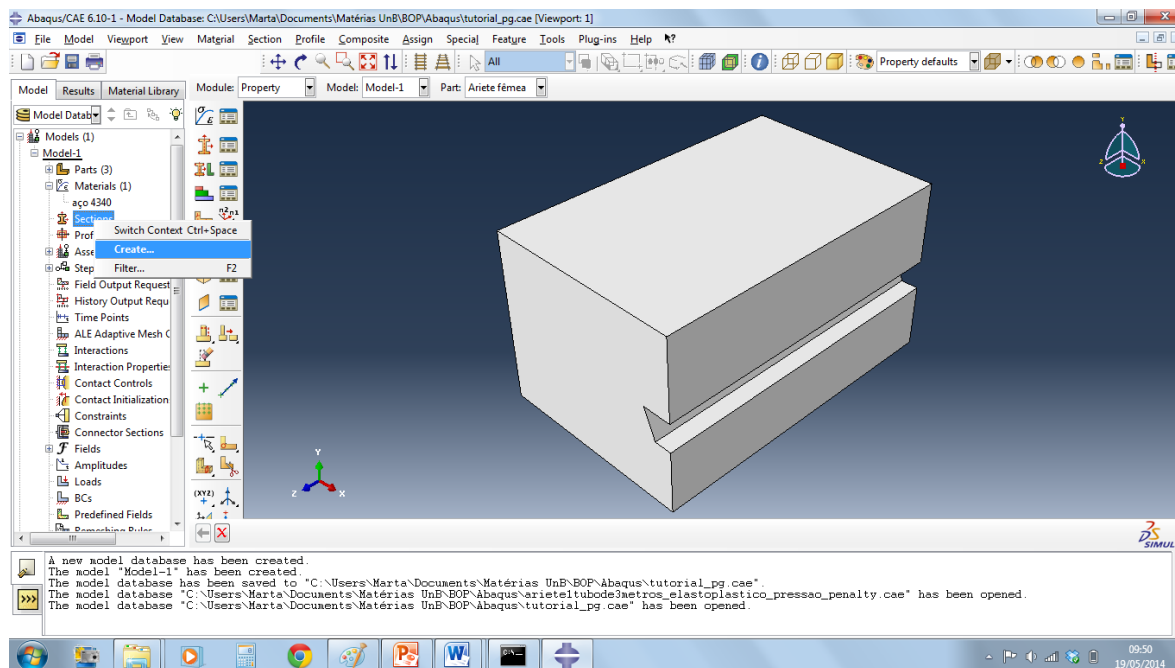 Abaqus/CAE 6.10-1 - Model Database: C:\Users\Marta\Documents\Matérias UnB\BOP\Abaqus\tutorial_pg.cae [Viewport: 1]
File Model Viewport View Material Section Profile Composite Assign Special Feature Tools Plug-ins Help
All
Property defaults
Model Results Material Library Module: Property Model: Model-1 Part: Ariete fêmea
Model Datab
Models (1)
Model-1
Parts (3)
Materials (1)
aço 4340
Sections
Switch Context Ctrl+Space
Prof
Create...
Asse
Step
Filter... F2
Field Output Request
History Output Requ
Time Points
ALE Adaptive Mesh C
Interactions
Interaction Propertie
Contact Controls
Contact Initialization
Constraints
Connector Sections
Fields
Amplitudes
Loads
BCs
Predefined Fields
Remeshing Rules
(XYZ)
Y
Z X
Y
Z X
SIMUL
A new model database has been created.
The model "Model-1" has been created.
The model database has been saved to "C:\Users\Marta\Documents\Matérias UnB\BOP\Abaqus\tutorial_pg.cae".
The model database "C:\Users\Marta\Documents\Matérias UnB\BOP\Abaqus\ariete1tubode3metros_elastoplastico_pressao_penalty.cae" has been opened.
The model database "C:\Users\Marta\Documents\Matérias UnB\BOP\Abaqus\tutorial_pg.cae" has been opened.
09:50
19/05/2014